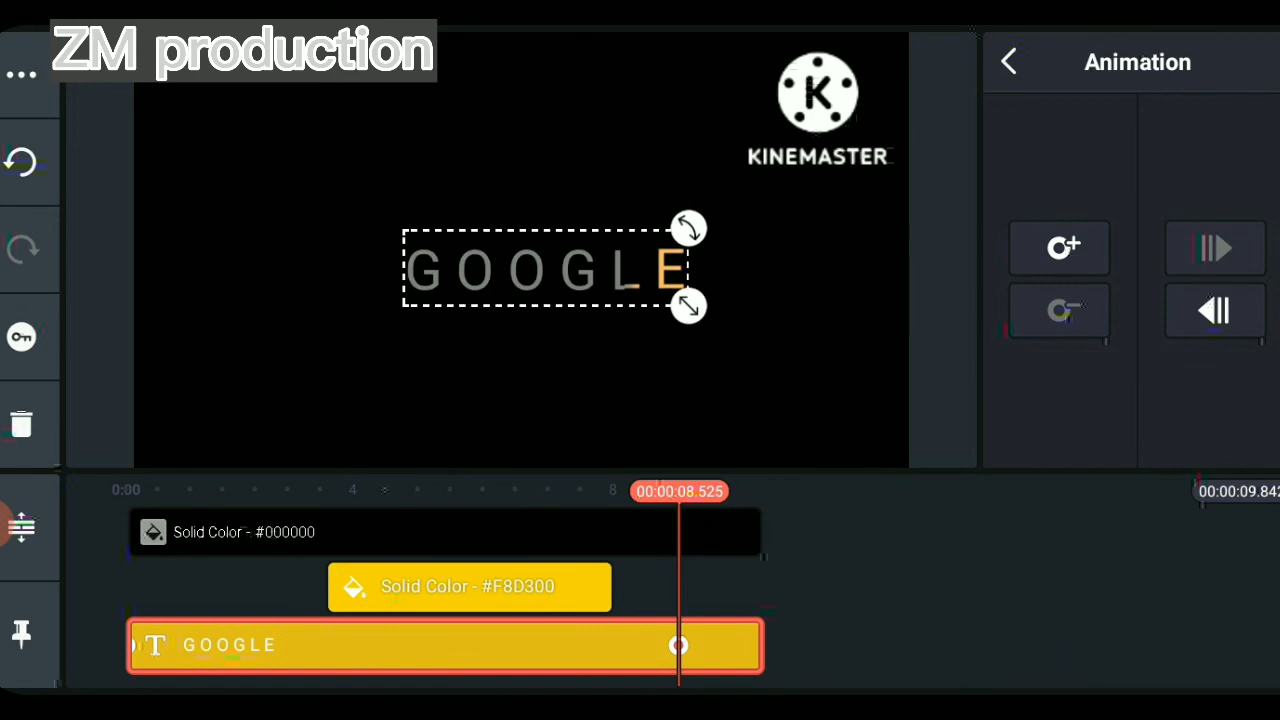 ZM production
Animation
K
KINEMASTER
GOOGLE
0:00 4 8 00:00:08.525 00:00:09.842
Solid Color - #000000
Solid Color - #F8D300
T GOOGLE